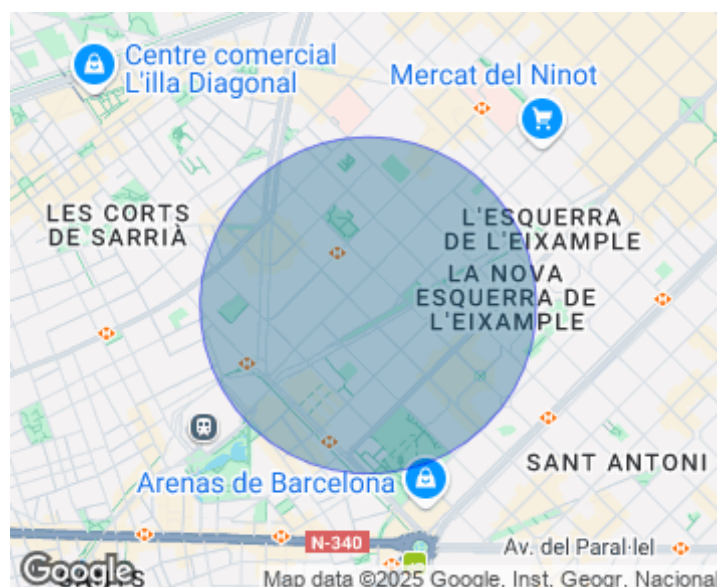 Centre comercial
L'illa Diagonal
Mercat del Ninot
LES CORTS
DE SARRIÀ
L'ESQUERRA
DE L'EIXAMPLE
LA NOVA
ESQUERRA DE
L'EIXAMPLE
SANT ANTONI
Arenas de Barcelona
N-340
Av. del Paral·lel
Google
Map data ©2025 Google, Inst. Geogr. Nacional